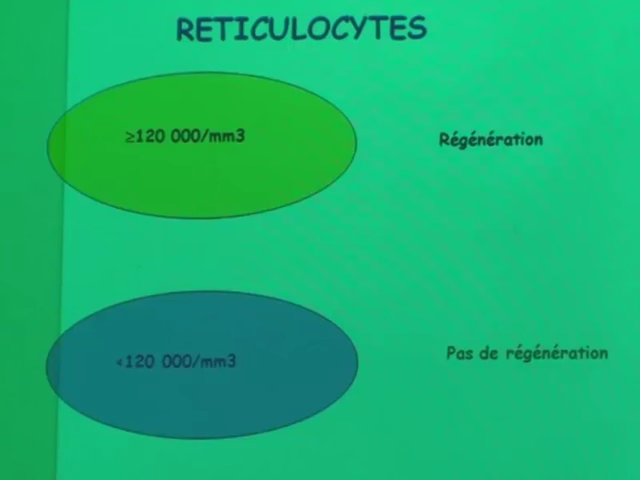 RETICULOCYTES
≥120 000/mm3
Régénération
<120 000/mm3
Pas de régénération